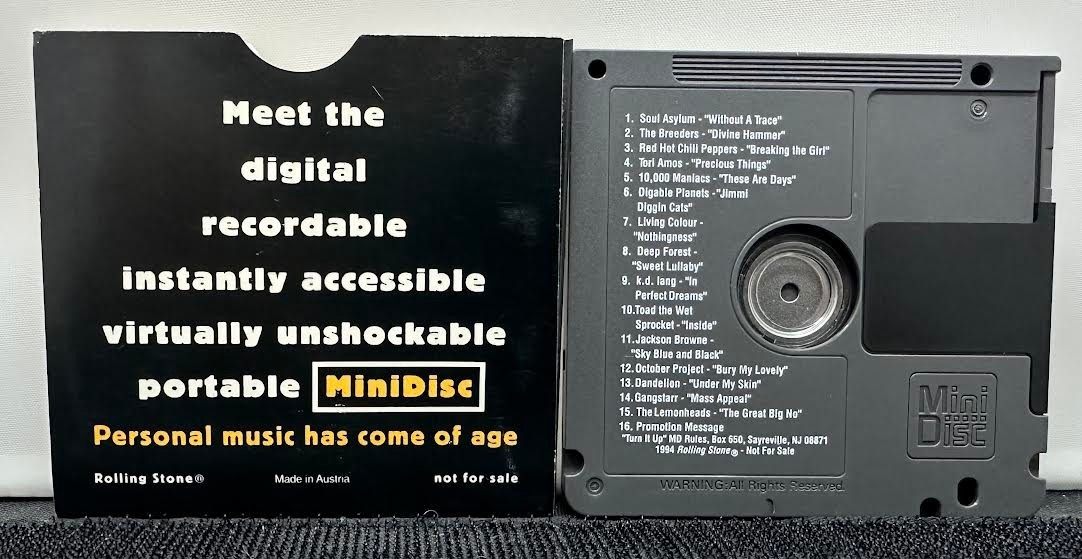 Meet the
digital
recordable
instantly accessible
virtually unshockable
portable MiniDisc
Personal music has come of age
Rolling Stone® Made in Austria not for sale
1. Soul Asylum - "Without A Trace"
2. The Breeders - "Divine Hammer"
3. Red Hot Chili Peppers - "Breaking the Girl"
4. Tori Amos - "Precious Things"
5. 10,000 Maniacs - "These Are Days"
6. Digable Planets - "Jimmi
Diggin Cats"
7. Living Colour -
"Nothingness"
8. Deep Forest -
"Sweet Lullaby"
9. k.d. lang - "In
Perfect Dreams"
10.Toad the Wet
Sprocket - "Inside"
11.Jackson Browne -
"Sky Blue and Black"
12. October Project - "Bury My Lovely"
13. Dandelion - "Under My Skin"
14. Gangstarr - "Mass Appeal"
15. The Lemonheads - "The Great Big No"
16. Promotion Message
"Turn It Up" MD Rules, Box 650, Sayreville, NJ 08871
1994 Rolling Stone® - Not For Sale
Mini
Disc
WARNING:All Rights Reserved.